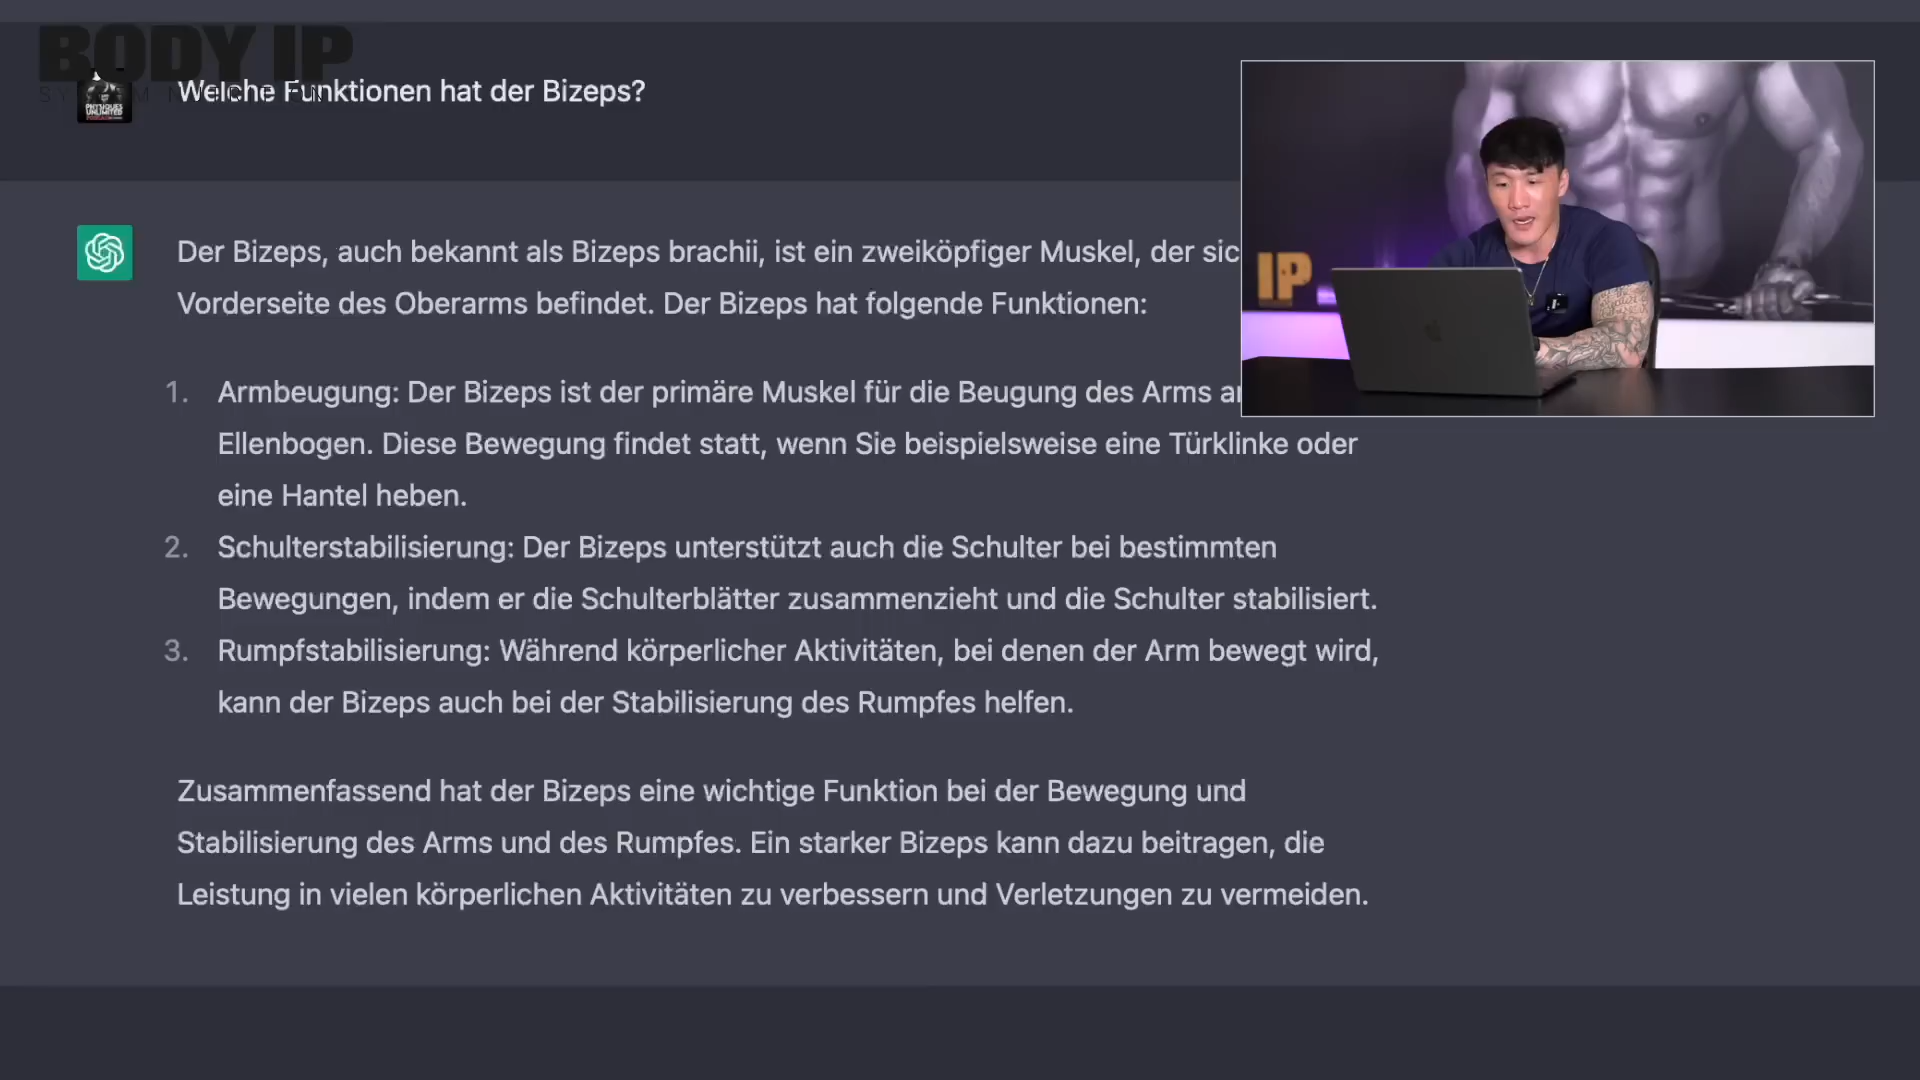 BODY IP
Welche Funktionen hat der Bizeps?
PHYSIQUES
UNLIMITED
Der Bizeps, auch bekannt als Bizeps brachii, ist ein zweiköpfiger Muskel, der sic
Vorderseite des Oberarms befindet. Der Bizeps hat folgende Funktionen:
IP
1. Armbeugung: Der Bizeps ist der primäre Muskel für die Beugung des Arms
Ellenbogen. Diese Bewegung findet statt, wenn Sie beispielsweise eine Türklinke oder
eine Hantel heben.
2. Schulterstabilisierung: Der Bizeps unterstützt auch die Schulter bei bestimmten
Bewegungen, indem er die Schulterblätter zusammenzieht und die Schulter stabilisiert.
3. Rumpfstabilisierung: Während körperlicher Aktivitäten, bei denen der Arm bewegt wird,
kann der Bizeps auch bei der Stabilisierung des Rumpfes helfen.
Zusammenfassend hat der Bizeps eine wichtige Funktion bei der Bewegung und
Stabilisierung des Arms und des Rumpfes. Ein starker Bizeps kann dazu beitragen, die
Leistung in vielen körperlichen Aktivitäten zu verbessern und Verletzungen zu vermeiden.